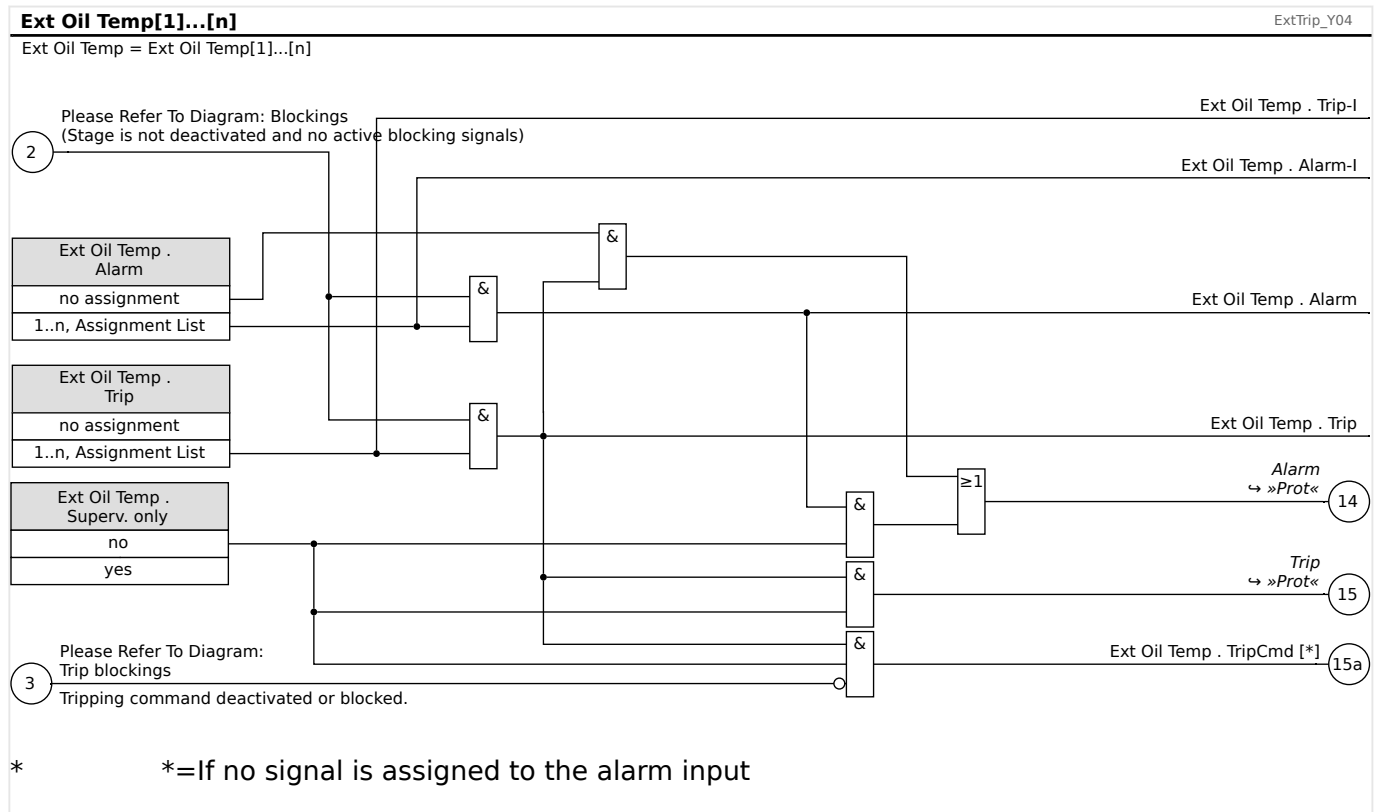 Ext Oil Temp[1]...[n]
ExtTrip_Y04
Ext Oil Temp = Ext Oil Temp[1]...[n]
Ext Oil Temp . Trip-I
Please Refer To Diagram: Blockings
(Stage is not deactivated and no active blocking signals)
2
Ext Oil Temp . Alarm-I
&
Ext Oil Temp .
Alarm
no assignment
1..n, Assignment List
&
Ext Oil Temp . Alarm
Ext Oil Temp .
Trip
no assignment
1..n, Assignment List
&
Ext Oil Temp . Trip
Ext Oil Temp .
Superv. only
no
yes
≥1
Alarm
↪ »Prot«
14
&
&
Trip
↪ »Prot«
15
&
Ext Oil Temp . TripCmd [*]
15a
Please Refer To Diagram:
Trip blockings
3
Tripping command deactivated or blocked.
* *=If no signal is assigned to the alarm input